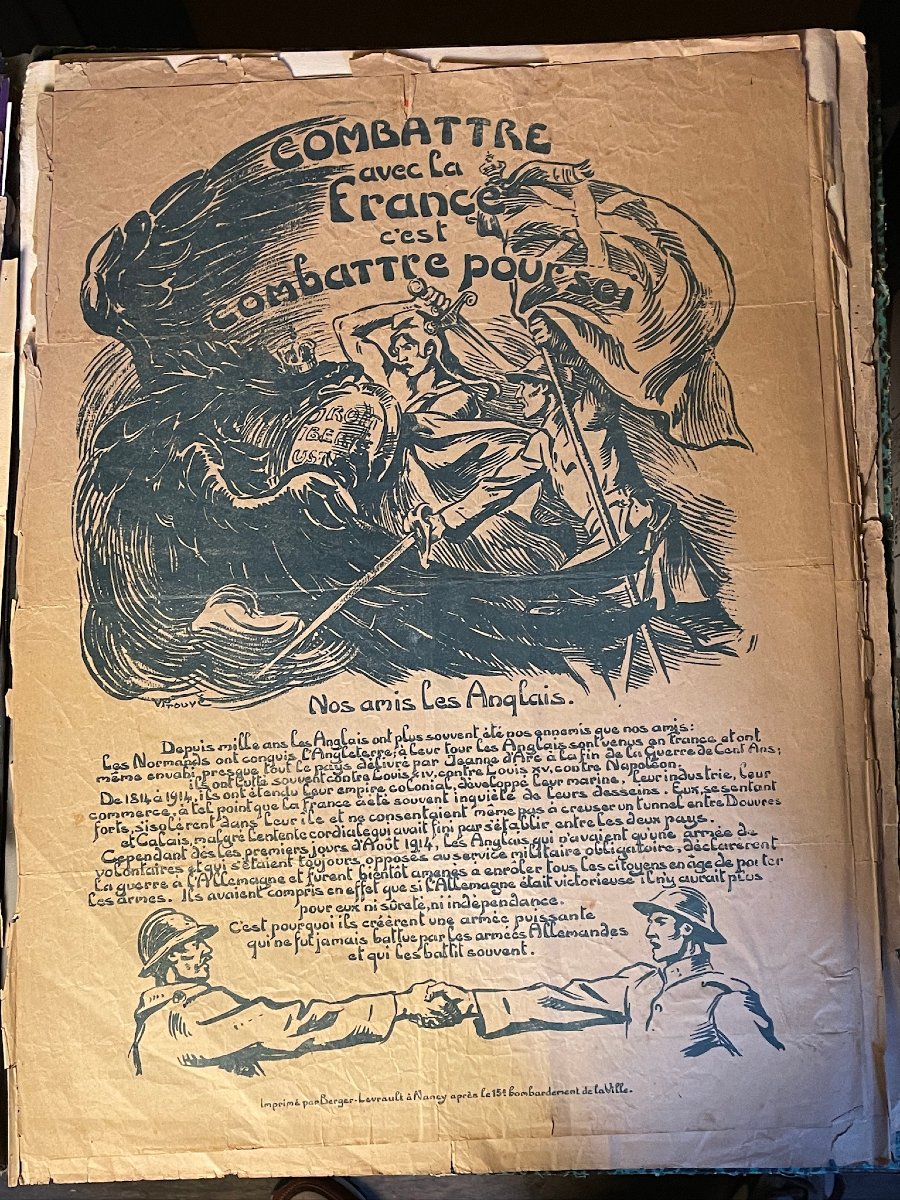 COMBATTRE
avec la
France
c'est
combattre pour soi
DROIT
LIBERT
USTI
VITOUYÉ
Nos amis les Anglais.
Depuis mille ans les Anglais ont plus souvent été nos ennemis que nos amis:
Les Normands ont conquis l'Angleterre; à leur tour les Anglais sont venus en France et ont
même envahi presque tout le pays délivré par Jeanne d'Arc à la fin de la Guerre de Cent Ans;
ils ont lutté souvent contre Louis XIV, contre Louis XV, contre Napoléon.
De 1814 à 1914, ils ont étendu leur empire colonial, développé leur marine, leur industrie, leur
commerce, à tel point que la France a été souvent inquiète de leurs desseins. Eux, se sentant
forts, s'isolèrent dans leur île et ne consentaient même pas à creuser un tunnel entre Douvres
et Calais, malgré l'entente cordiale qui avait fini par s'établir entre les deux pays.
Cependant dès les premiers jours d'Août 1914, les Anglais qui n'avaient qu'une armée de
volontaires et qui s'étaient toujours opposés au service militaire obligatoire, déclarèrent
la guerre à l'Allemagne et furent bientôt amenés à enrôler tous les citoyens en âge de porter
les armes. Ils avaient compris en effet que si l'Allemagne était victorieuse il n'y aurait plus
pour eux ni sûreté, ni indépendance.
C'est pourquoi ils créèrent une armée puissante
qui ne fut jamais battue par les armées Allemandes
et qui les battit souvent.
Imprimé par Berger-Levrault à Nancy après le 15e bombardement de la Ville.